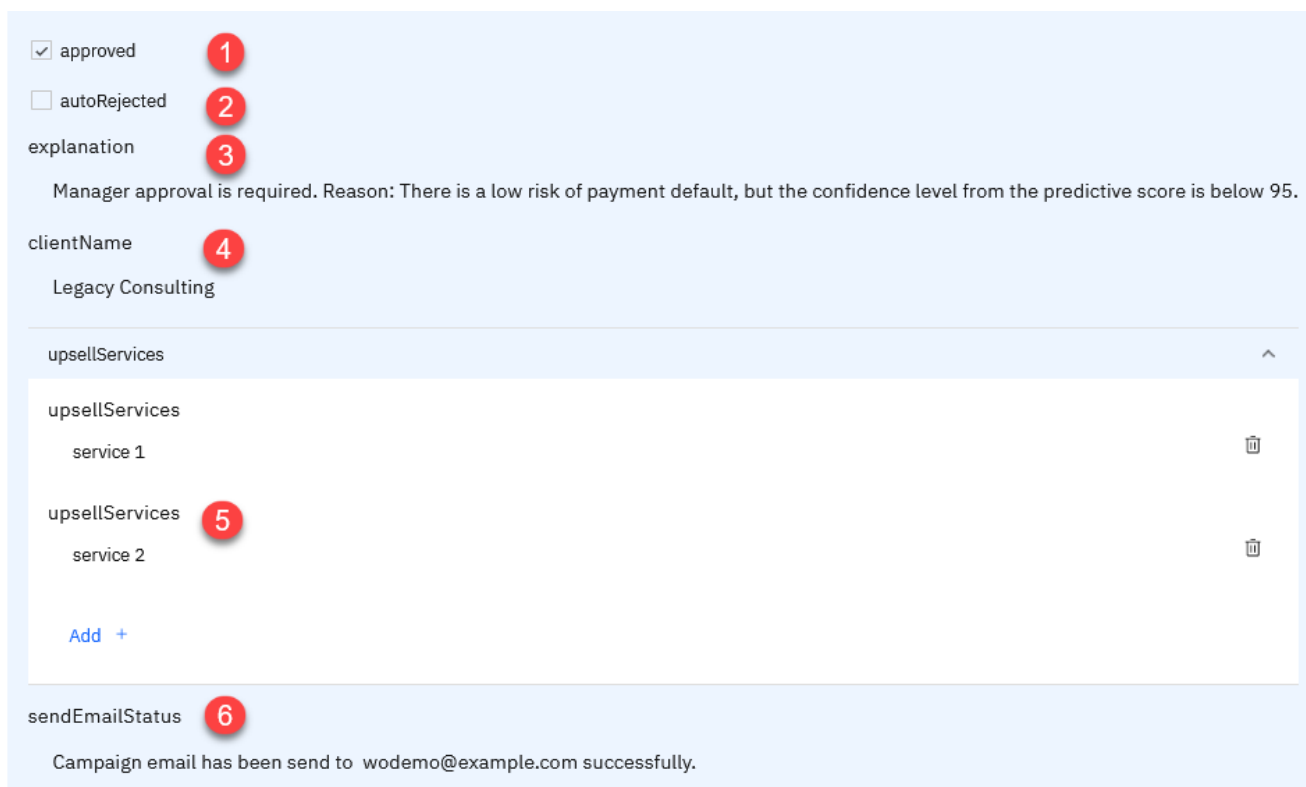 approved 1
autoRejected 2
explanation 3
Manager approval is required. Reason: There is a low risk of payment default, but the confidence level from the predictive score is below 95.
clientName 4
Legacy Consulting
upsellServices
upsellServices
service 1
upsellServices 5
service 2
Add +
sendEmailStatus 6
Campaign email has been send to wodemo@example.com successfully.